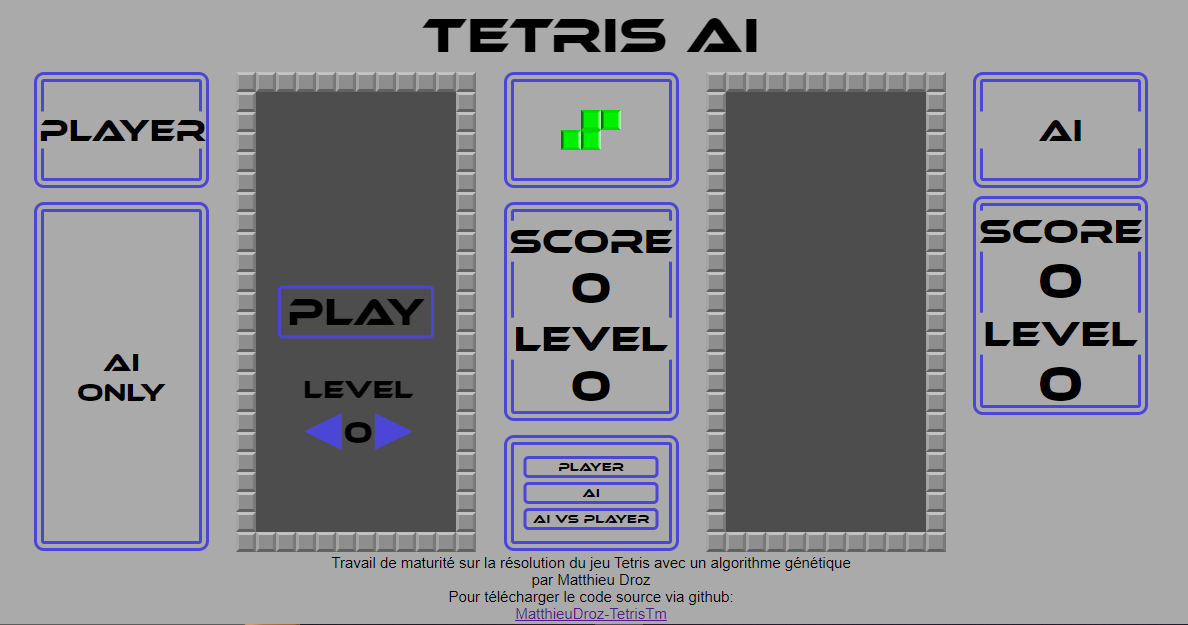 TETRIS AI
PLAYER
AI
ONLY
PLAY
LEVEL
0
SCORE
0
LEVEL
0
PLAYER
AI
AI VS PLAYER
AI
SCORE
0
LEVEL
0
Travail de maturité sur la résolution du jeu Tetris avec un algorithme génétique
par Matthieu Droz
Pour télécharger le code source via github:
MatthieuDroz-TetrisTm